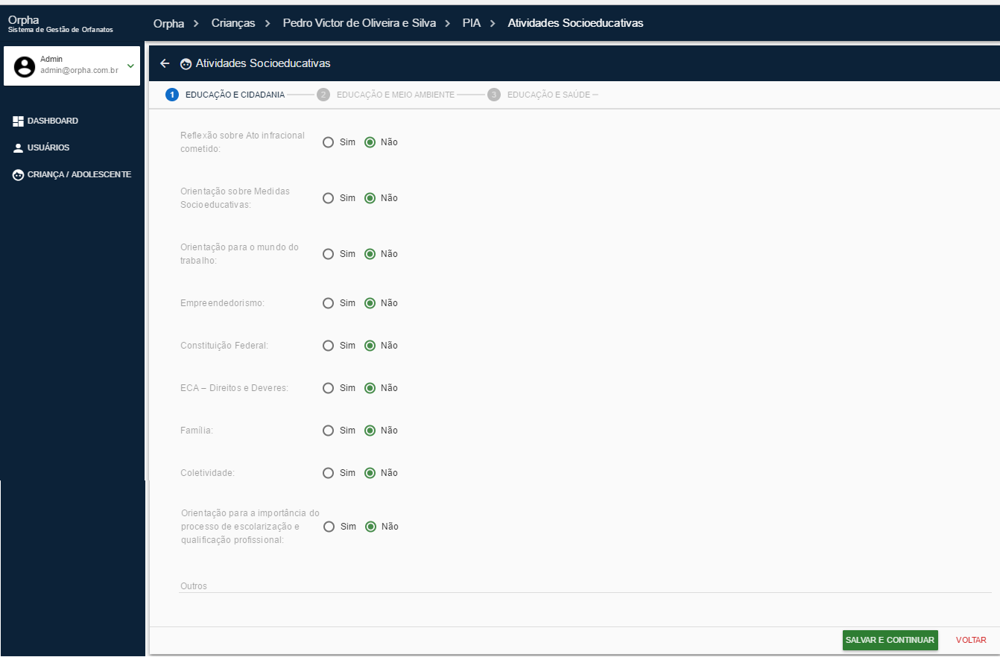 Orpha
Sistema de Gestão de Orfanatos
Orpha > Crianças > Pedro Victor de Oliveira e Silva > PIA > Atividades Socioeducativas
Admin
admin@orpha.com.br
Atividades Socioeducativas
1 EDUCAÇÃO E CIDADANIA 2 EDUCAÇÃO E MEIO AMBIENTE 3 EDUCAÇÃO E SAÚDE
DASHBOARD
USUÁRIOS
CRIANÇA / ADOLESCENTE
Reflexão sobre Ato infracional
cometido:
Sim Não
Orientação sobre Medidas
Socioeducativas:
Sim Não
Orientação para o mundo do
trabalho:
Sim Não
Empreendedorismo: Sim Não
Constituição Federal: Sim Não
ECA – Direitos e Deveres: Sim Não
Família: Sim Não
Coletividade: Sim Não
Orientação para a importância do
processo de escolarização e
qualificação profissional:
Sim Não
Outros
SALVAR E CONTINUAR VOLTAR